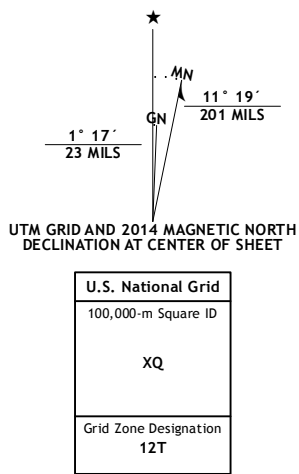 ★
MN
GN
11° 19´
201 MILS
1° 17´
23 MILS
UTM GRID AND 2014 MAGNETIC NORTH
DECLINATION AT CENTER OF SHEET
U.S. National Grid
100,000-m Square ID
XQ
Grid Zone Designation
12T